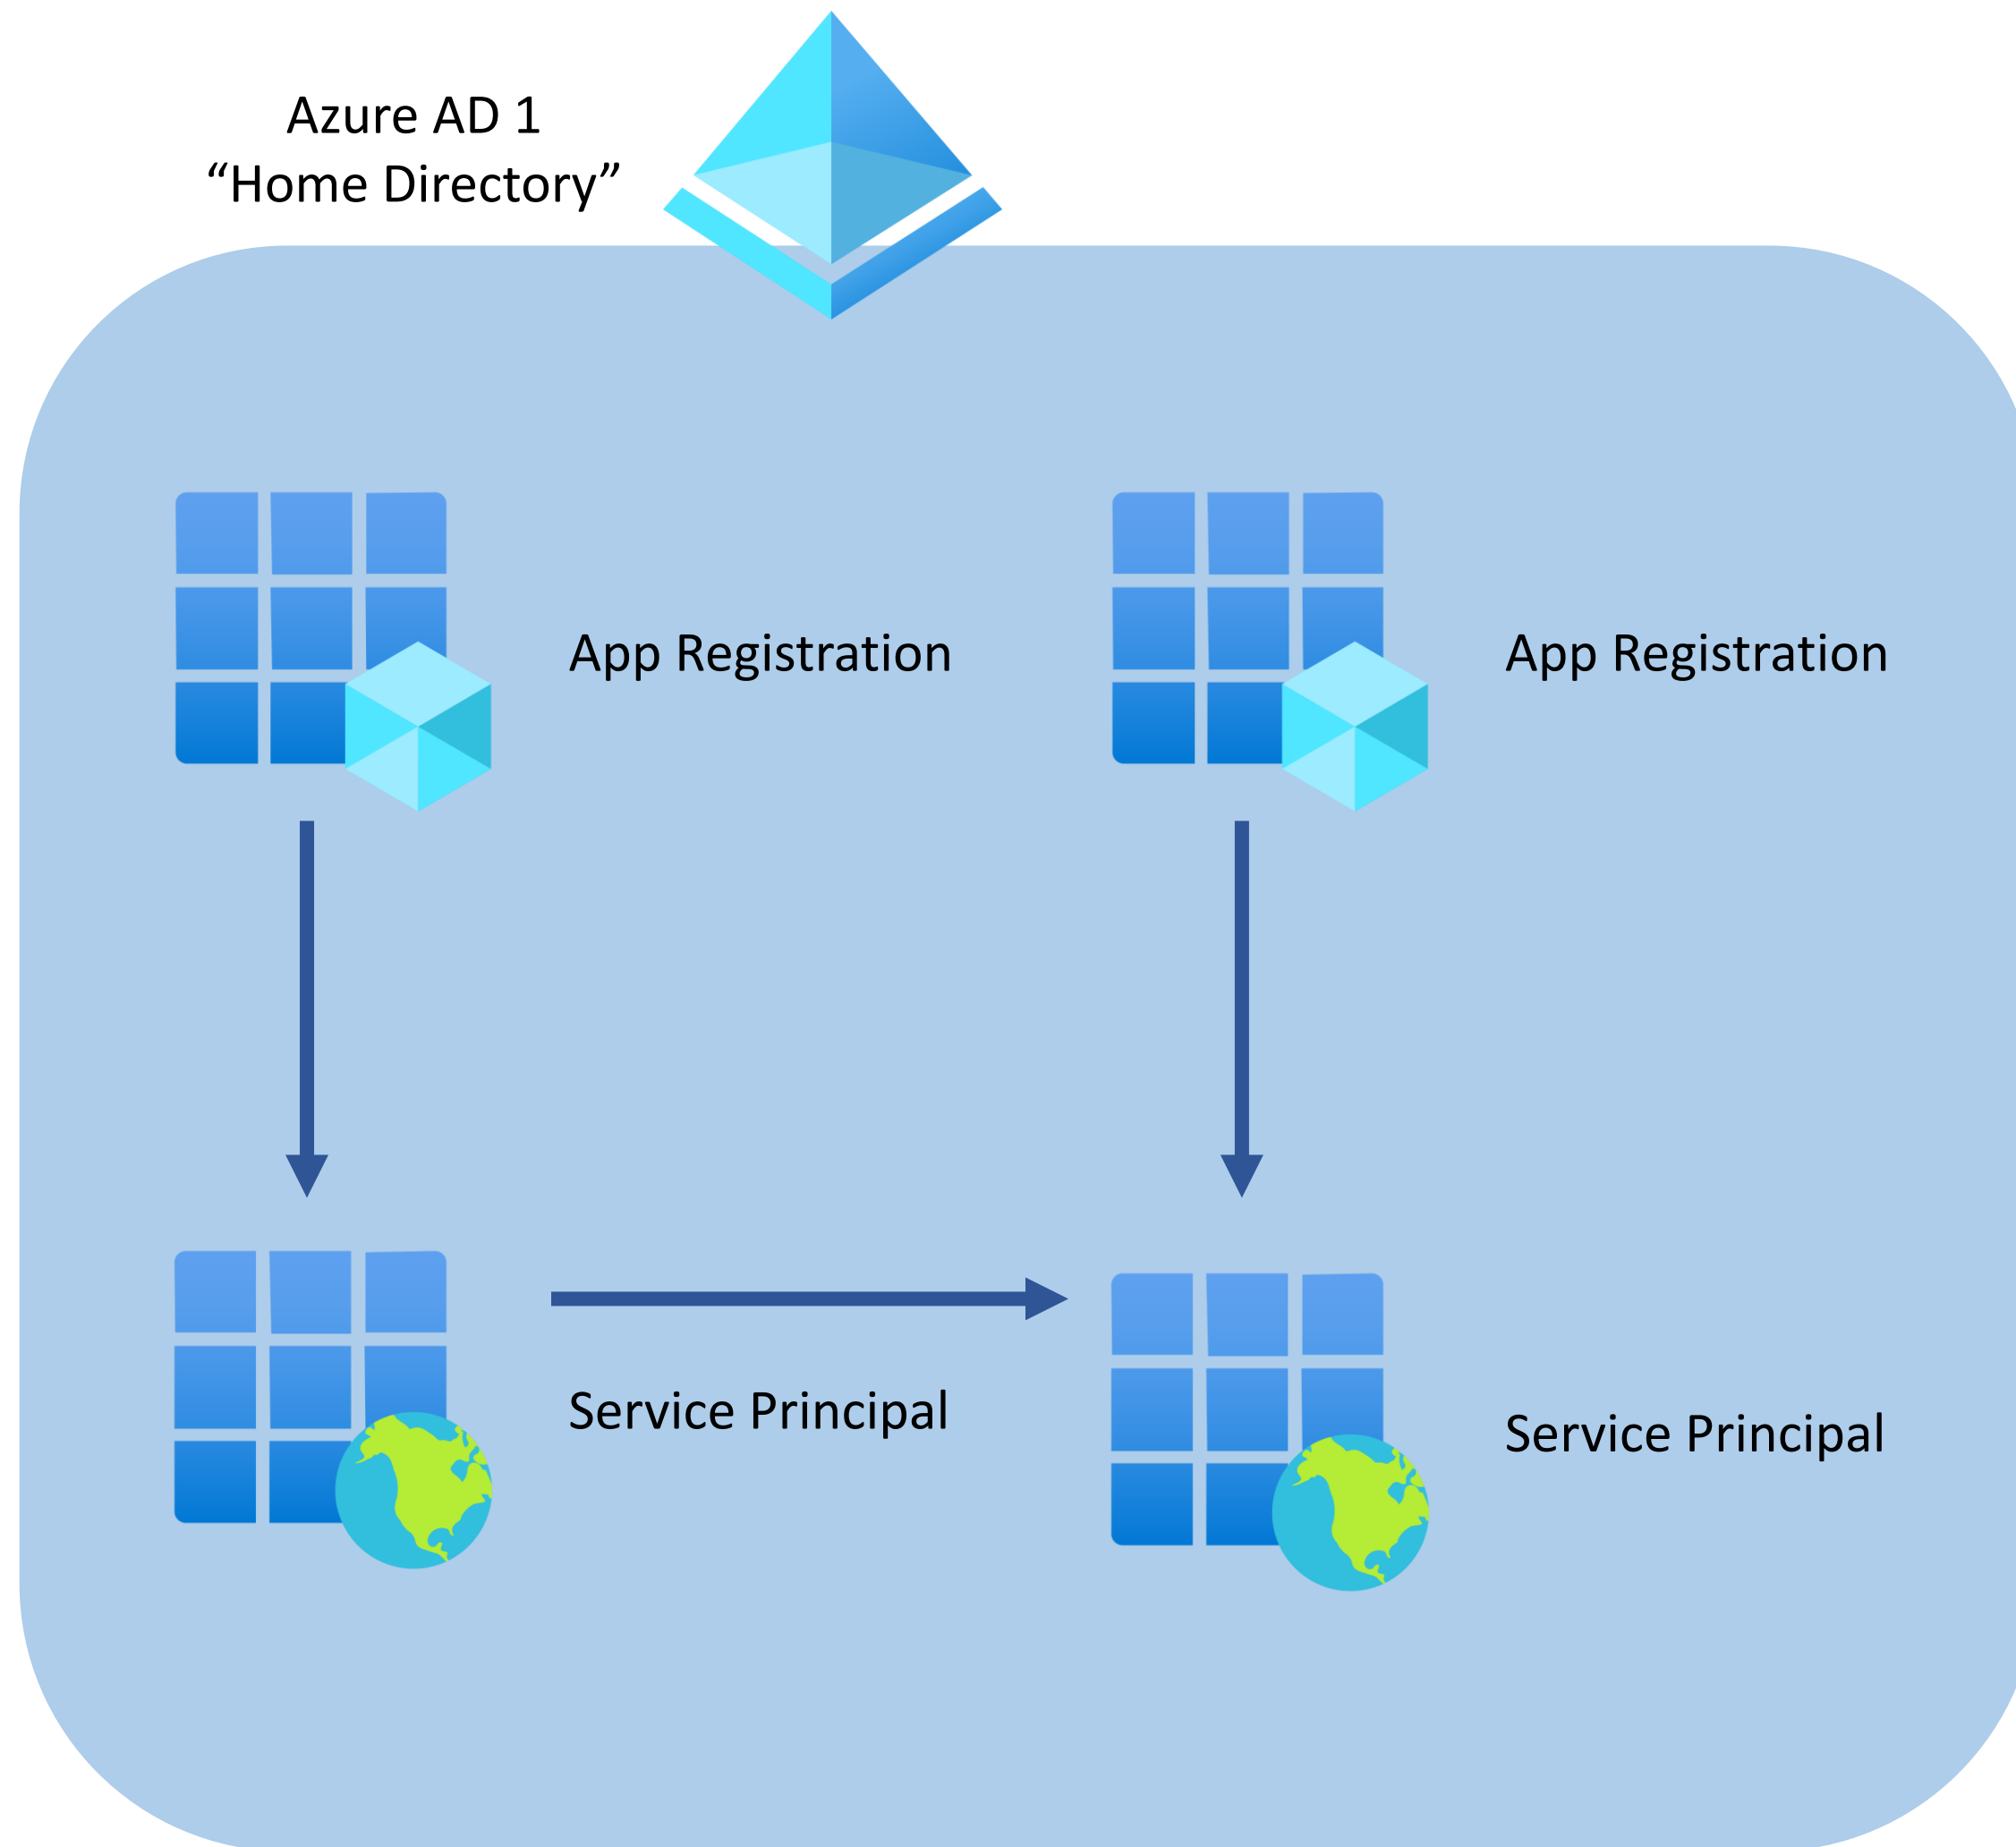 Azure AD 1
“Home Directory”
App Registration
App Registration
Service Principal
Service Principal